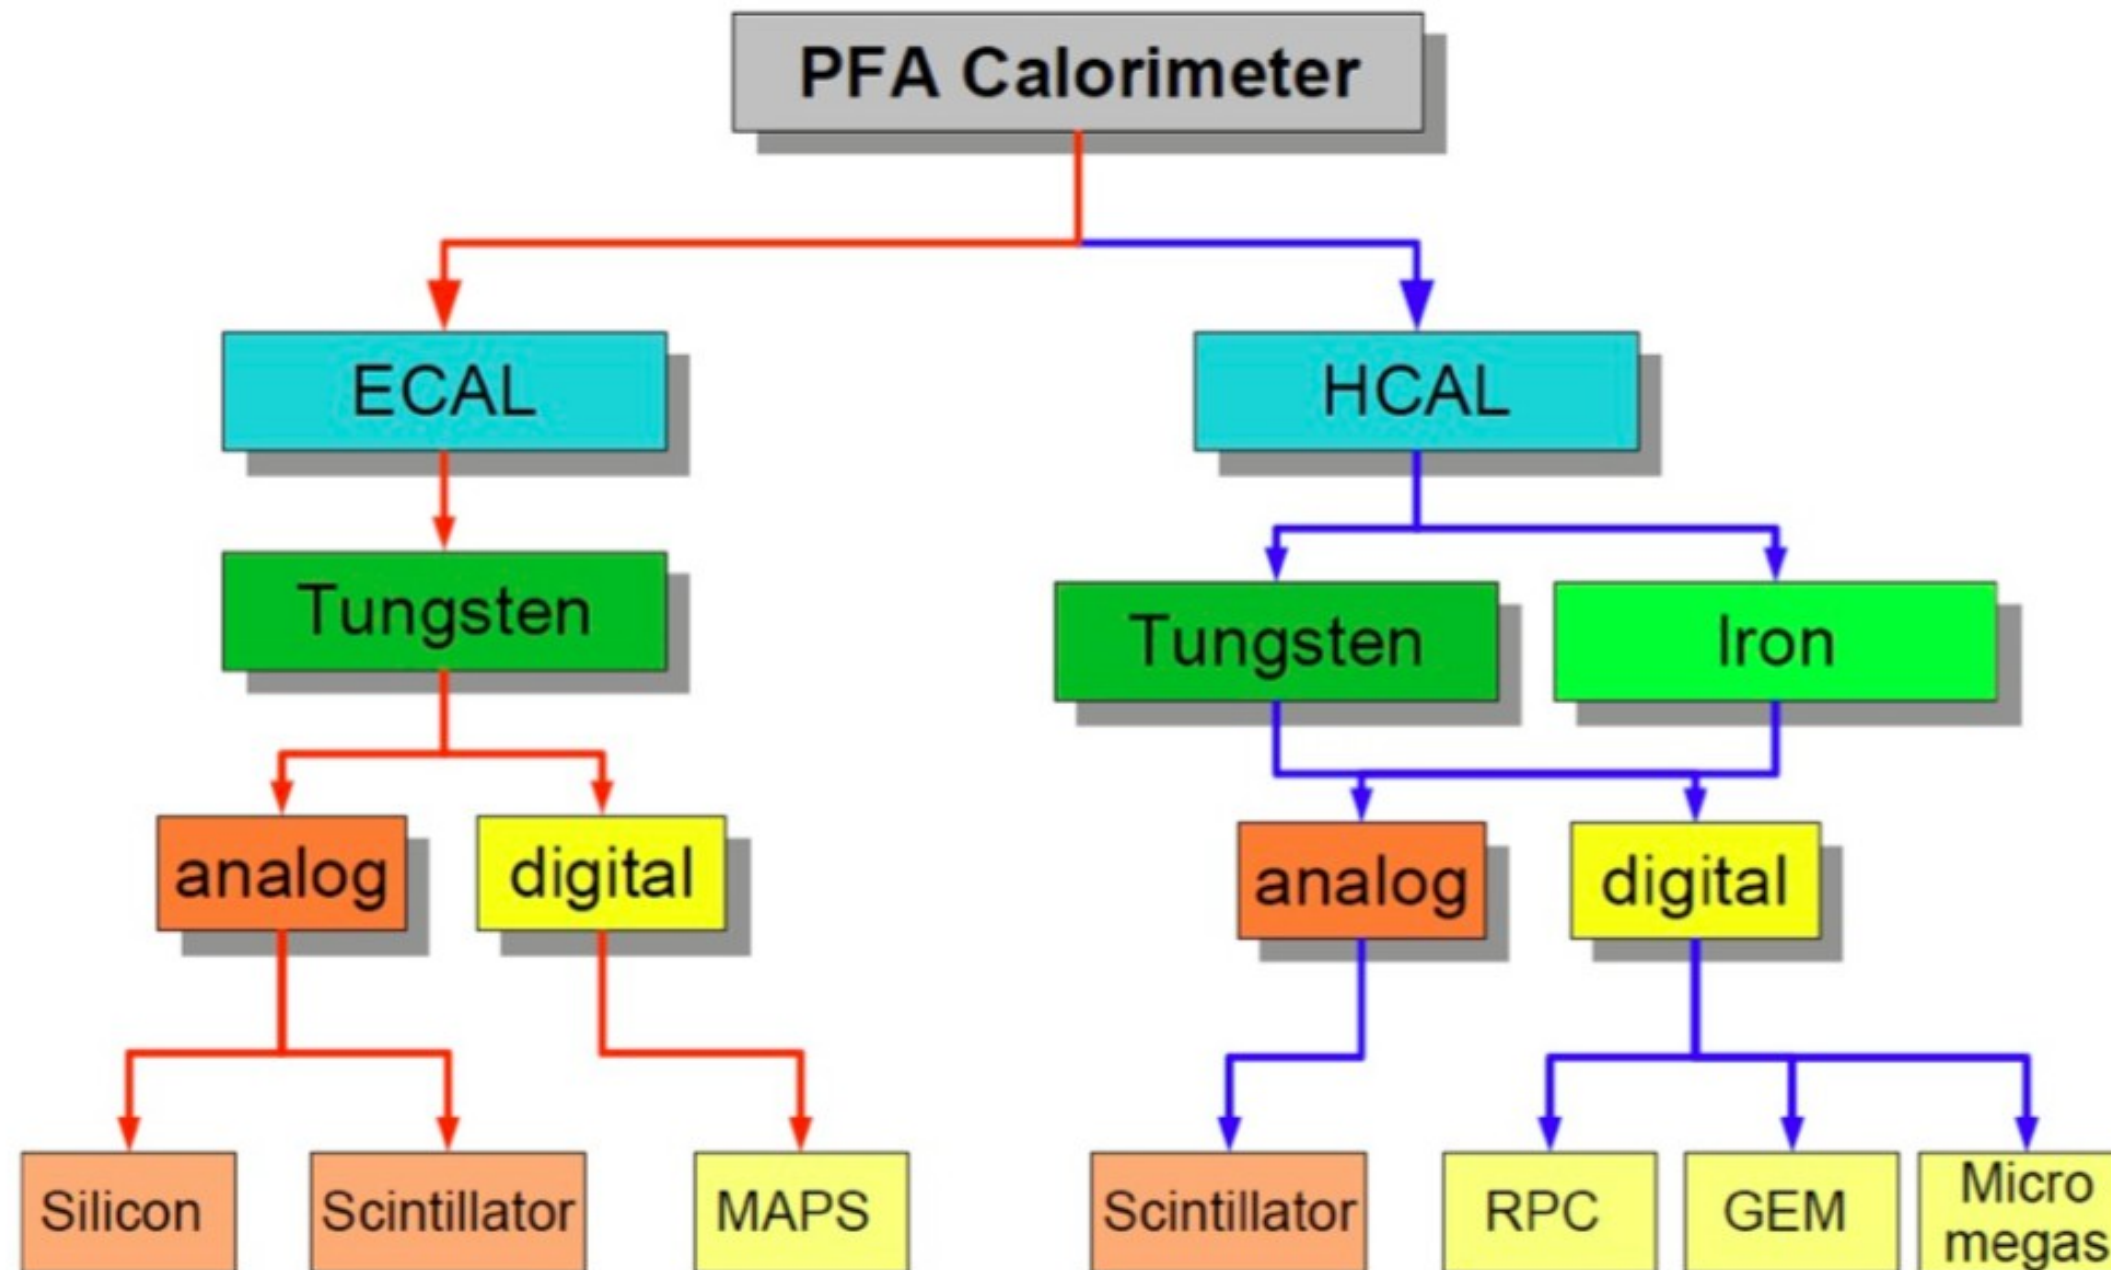 PFA Calorimeter
ECAL
HCAL
Tungsten
Tungsten
Iron
analog
digital
analog
digital
Silicon
Scintillator
MAPS
Scintillator
RPC
GEM
Micro
megas